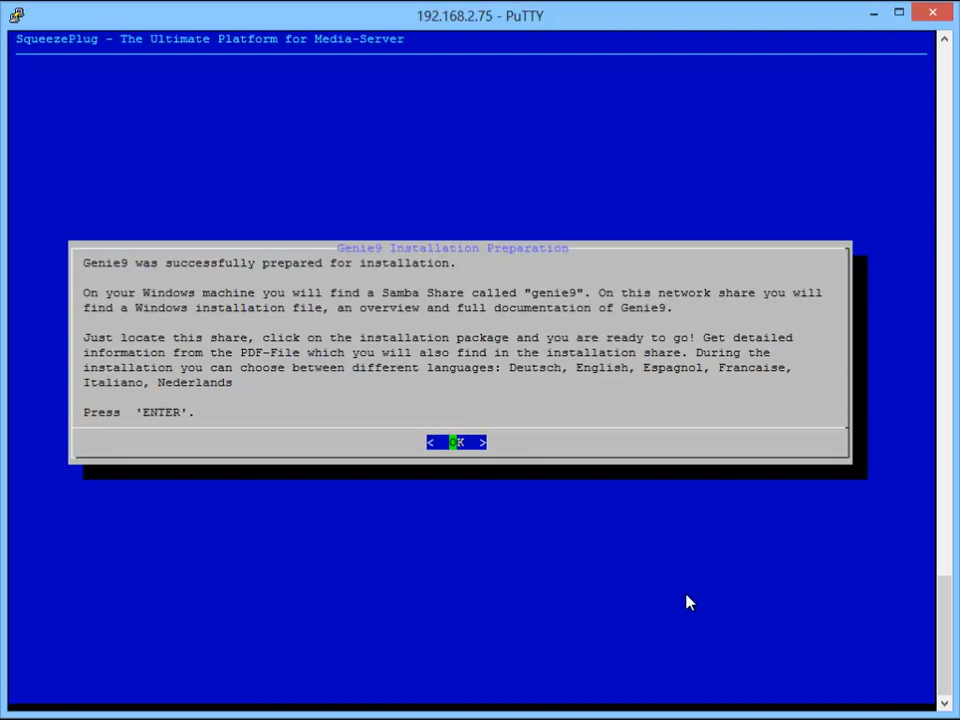 192.168.2.75 - PuTTY
SqueezePlug - The Ultimate Platform for Media-Server
Genie9 Installation Preparation
Genie9 was successfully prepared for installation.
On your Windows machine you will find a Samba Share called "genie9". On this network share you will
find a Windows installation file, an overview and full documentation of Genie9.
Just locate this share, click on the installation package and you are ready to go! Get detailed
information from the PDF-File which you will also find in the installation share. During the
installation you can choose between different languages: Deutsch, English, Espagnol, Francaise,
Italiano, Nederlands
Press  'ENTER'.
<  OK  >